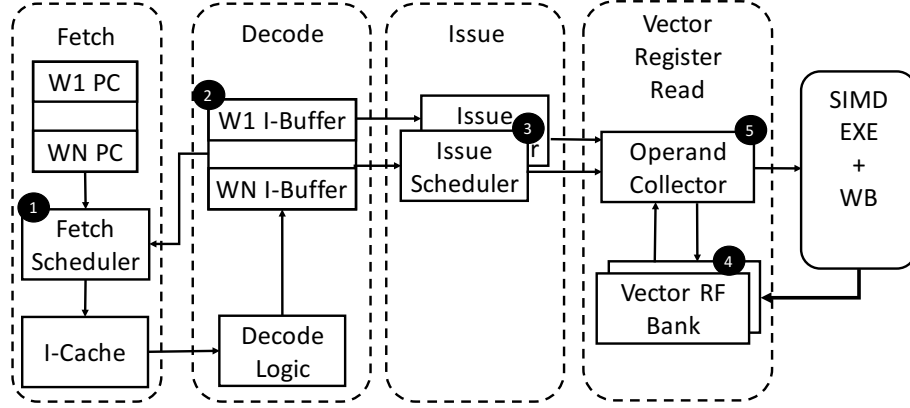 Fetch
W1 PC
WN PC
1
Fetch
Scheduler
I-Cache
Decode
2
W1 I-Buffer
WN I-Buffer
Decode
Logic
Issue
Issue
r
3
Issue
Scheduler
Vector
Register
Read
5
Operand
Collector
4
Vector RF
Bank
SIMD
EXE
+
WB